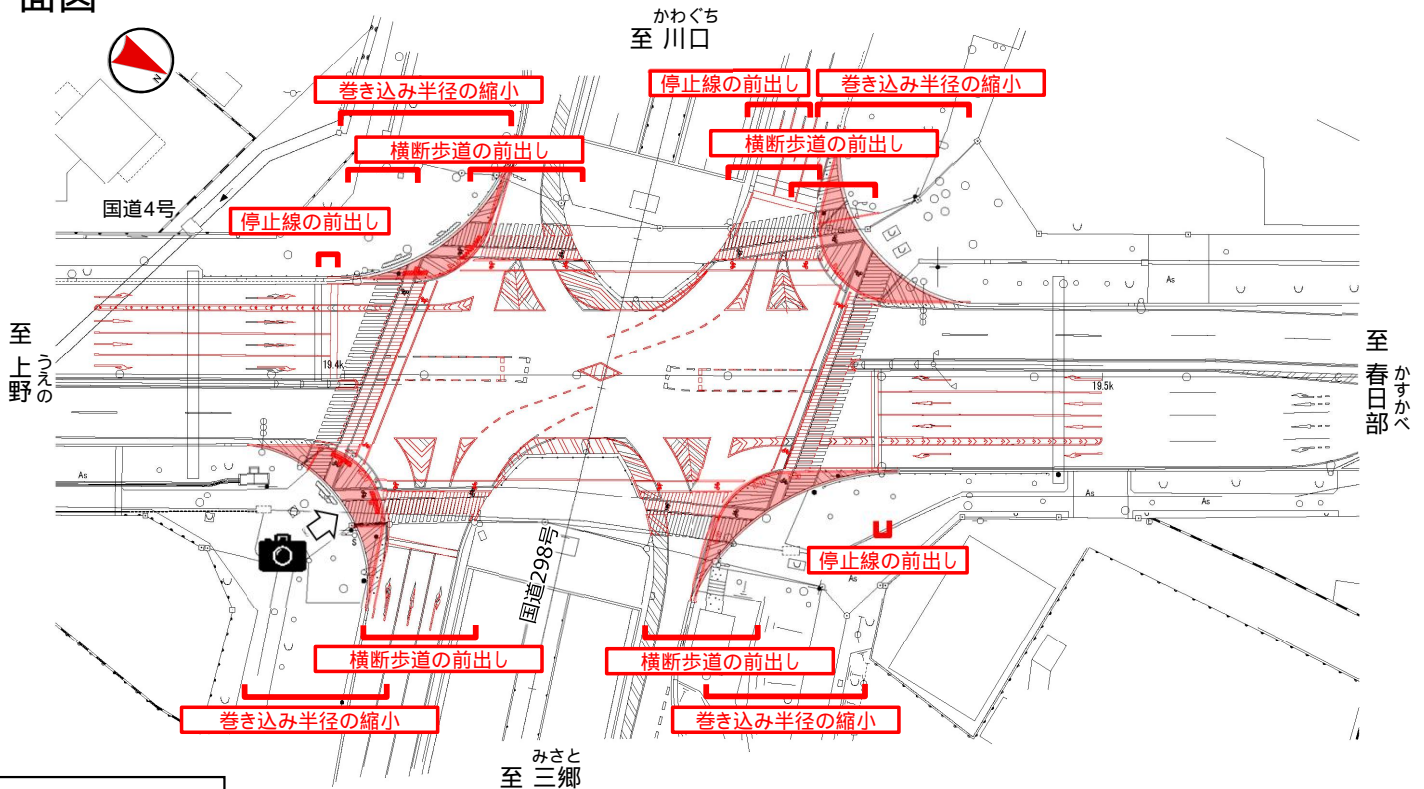 面図
かわぐち
至 川口
N
巻き込み半径の縮小
停止線の前出し
巻き込み半径の縮小
横断歩道の前出し
横断歩道の前出し
国道4号
停止線の前出し
As
至 上野
うえの
19.4k
至 春日部
かすかべ
19.5k
As
As
As
国道298号
S
停止線の前出し
As
横断歩道の前出し
横断歩道の前出し
巻き込み半径の縮小
巻き込み半径の縮小
みさと
至 三郷